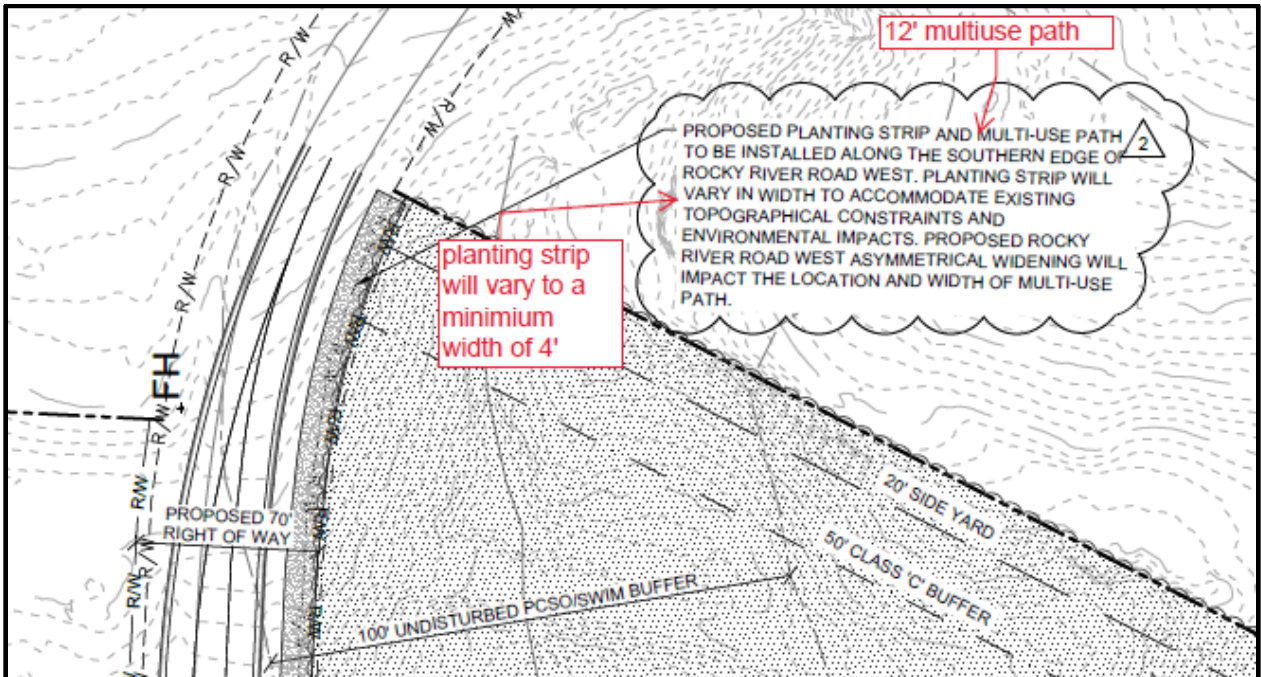 12' multiuse path
PROPOSED PLANTING STRIP AND MULTI-USE PATH
TO BE INSTALLED ALONG THE SOUTHERN EDGE OF
ROCKY RIVER ROAD WEST. PLANTING STRIP WILL
VARY IN WIDTH TO ACCOMMODATE EXISTING
TOPOGRAPHICAL CONSTRAINTS AND
ENVIRONMENTAL IMPACTS. PROPOSED ROCKY
RIVER ROAD WEST ASYMMETRICAL WIDENING WILL
IMPACT THE LOCATION AND WIDTH OF MULTI-USE
PATH.
2
planting strip
will vary to a
minimium
width of 4'
R/W
R/W
R/W
R/W
R/W
R/W
R/W
FH
R/W
R/W
R/W
R/W
R/W
R/W
R/W
R/W
R/W
PROPOSED 70'
RIGHT OF WAY
20' SIDE YARD
50' CLASS 'C' BUFFER
100' UNDISTURBED PCSO/SWIM BUFFER